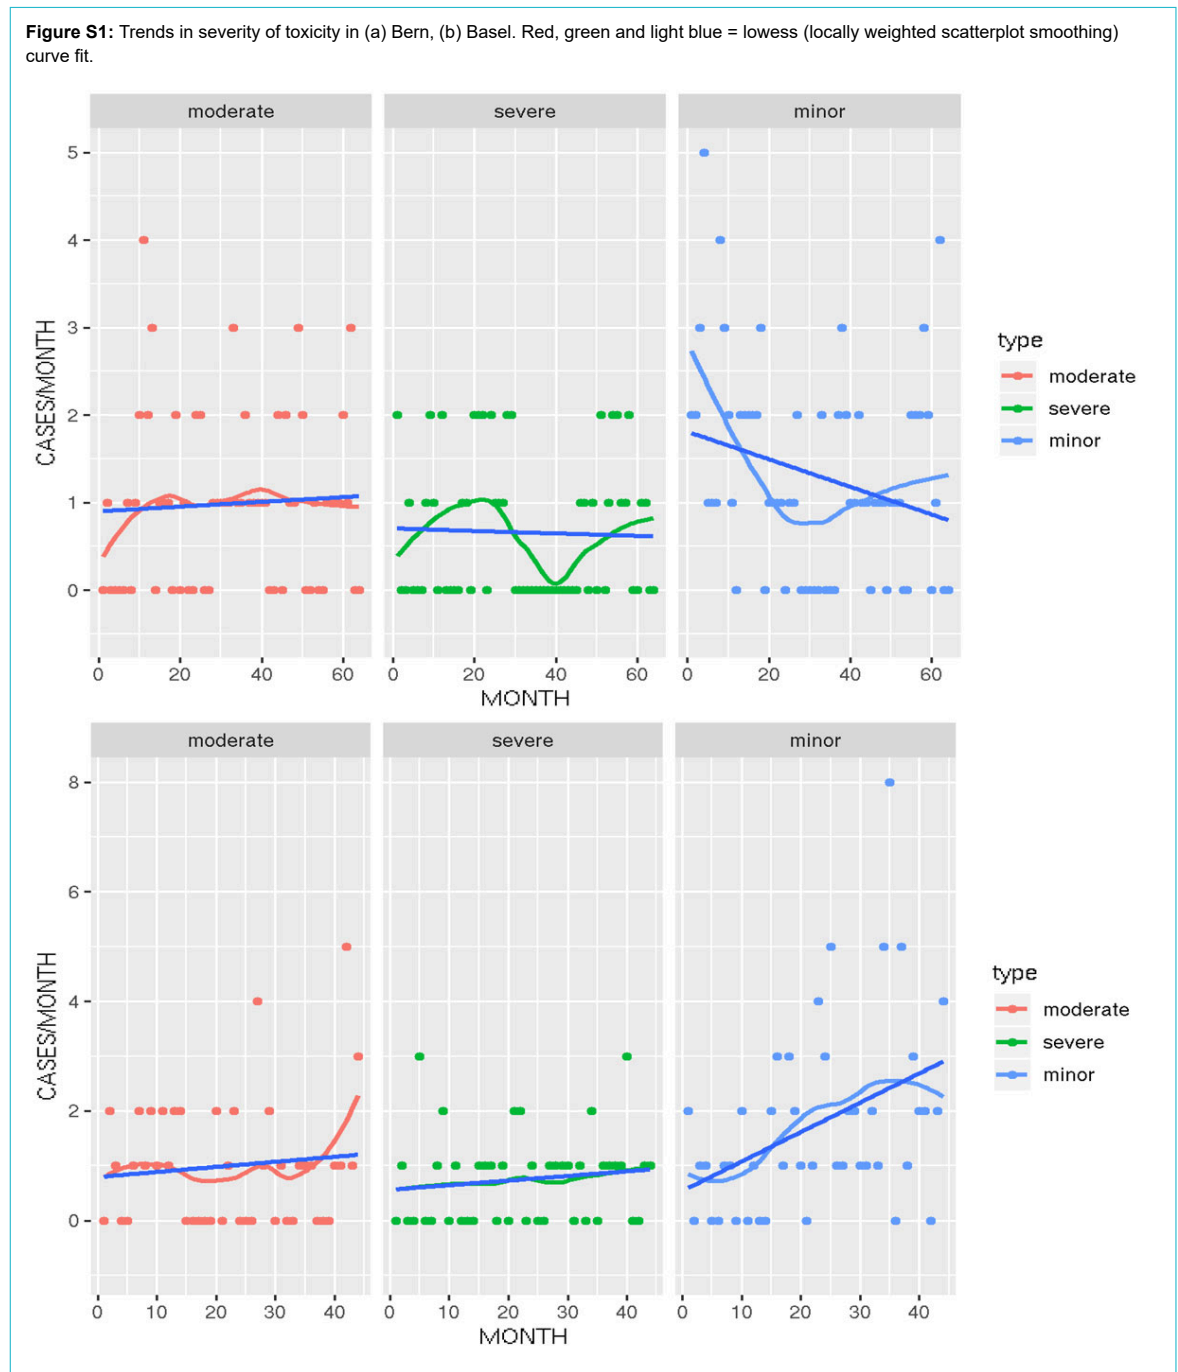 Figure S1: Trends in severity of toxicity in (a) Bern, (b) Basel. Red, green and light blue = lowess (locally weighted scatterplot smoothing)
curve fit.
moderate severe minor
5
4
3
2
1
0
CASES/MONTH
0 20 40 60 0 20 40 60 0 20 40 60
MONTH
type
moderate
severe
minor
moderate severe minor
8
6
4
2
0
CASES/MONTH
0 10 20 30 40 0 10 20 30 40 0 10 20 30 40
MONTH
type
moderate
severe
minor